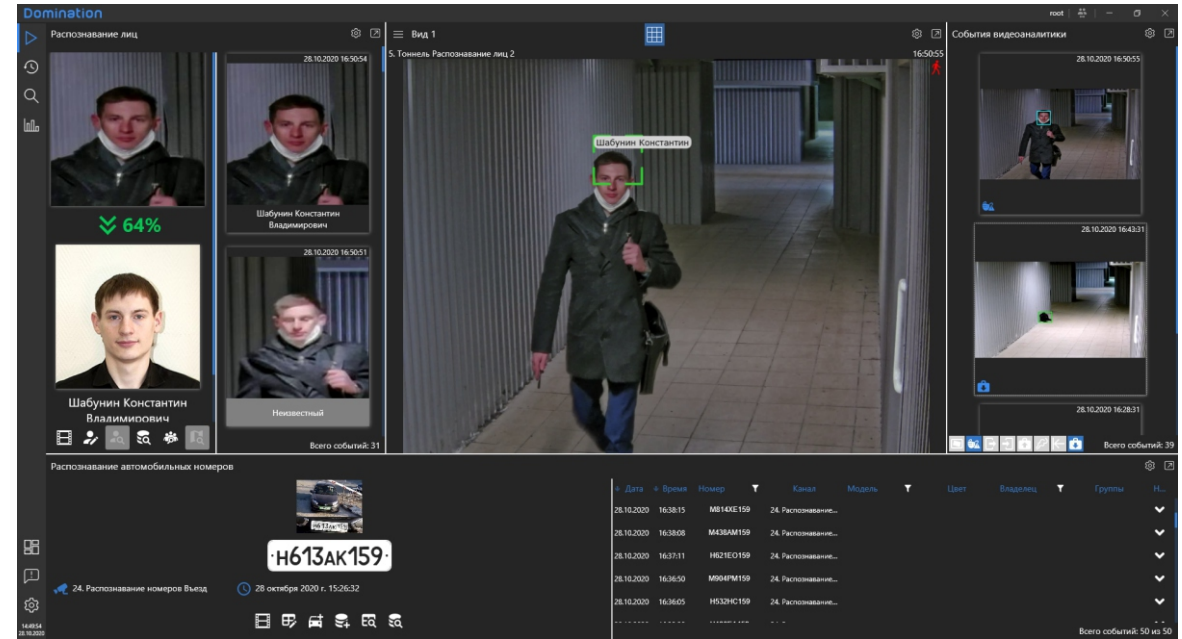 Domination
root
Распознавание лиц
28.10.2020 16:50:54
64%
Шабунин Константин
Владимирович
Шабунин Константин
Владимирович
28.10.2020 16:50:51
Неизвестный
Всего событий: 31
Вид 1
5. Тоннель Распознавание лиц 2
16:50:55
Шабунин Константин
События видеоаналитики
28.10.2020 16:50:55
28.10.2020 16:43:31
28.10.2020 16:28:31
Всего событий: 39
Распознавание автомобильных номеров
Н613АК159
24. Распознавание номеров Въезд
28 октября 2020 г. 15:26:32
Дата Время Номер Канал Модель Цвет Владелец Группы Н...
28.10.2020 16:38:15 М814ХЕ159 24. Распознавание...
28.10.2020 16:38:08 М438АМ159 24. Распознавание...
28.10.2020 16:37:11 Н621ЕО159 24. Распознавание...
28.10.2020 16:36:50 М904РМ159 24. Распознавание...
28.10.2020 16:36:05 Н532НС159 24. Распознавание...
Всего событий: 50 из 50
14:49:54
28.10.2020